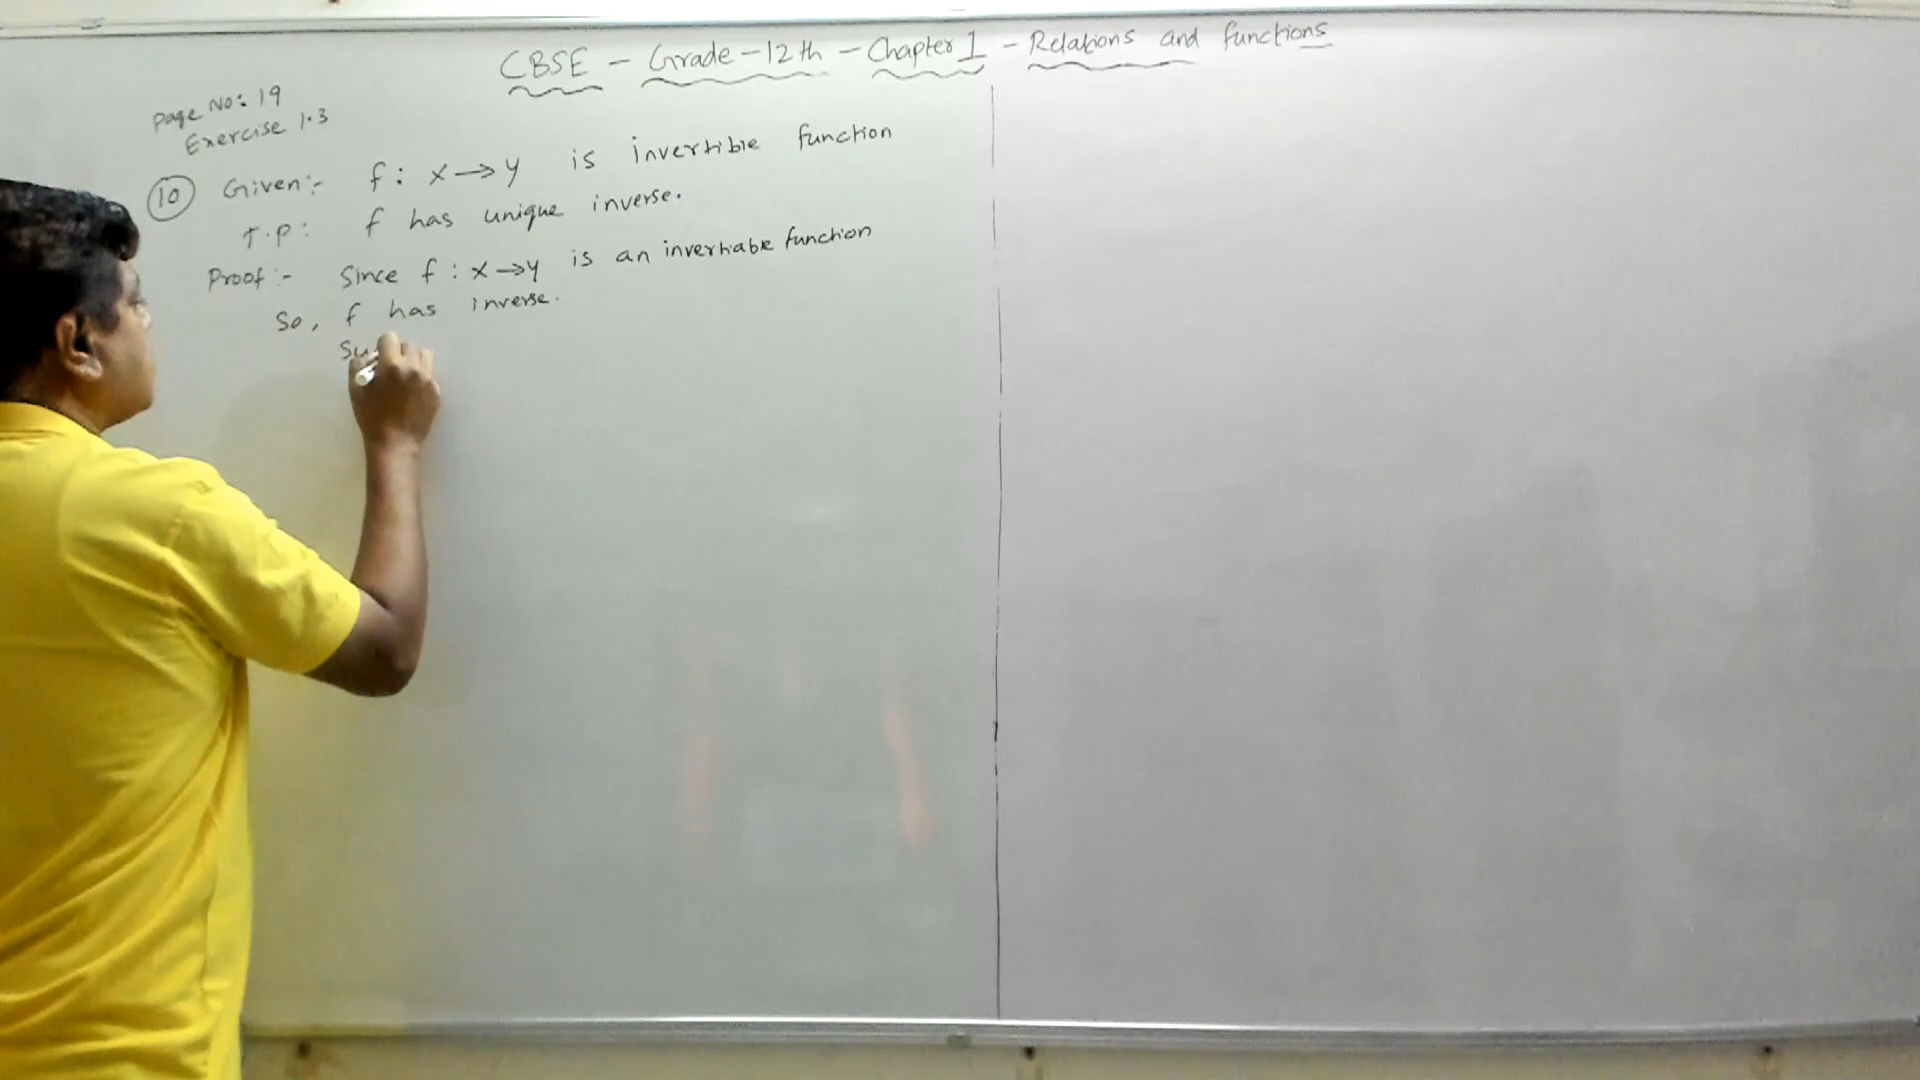 CBSE - Grade - 12th - Chapter 1 - Relations and functions
Page No: 19
Exercise 1.3
10 Given:- f: x → y is invertible function
T.P: f has unique inverse.
Proof:- Since f: x → y is an invertiable function
So, f has inverse.
Su